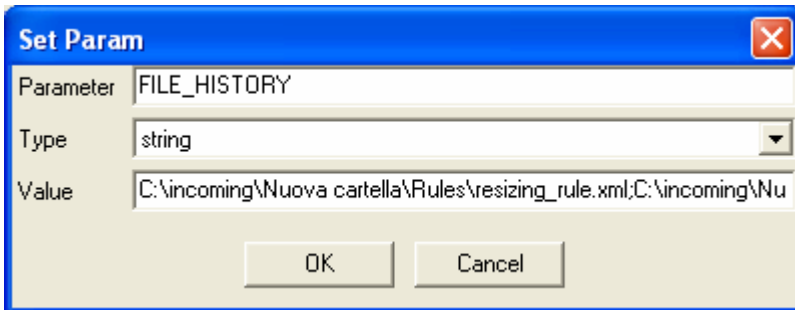 Set Param
Parameter FILE_HISTORY
Type string
Value C:\incoming\Nuova cartella\Rules\resizing_rule.xml;C:\incoming\Nu
OK Cancel